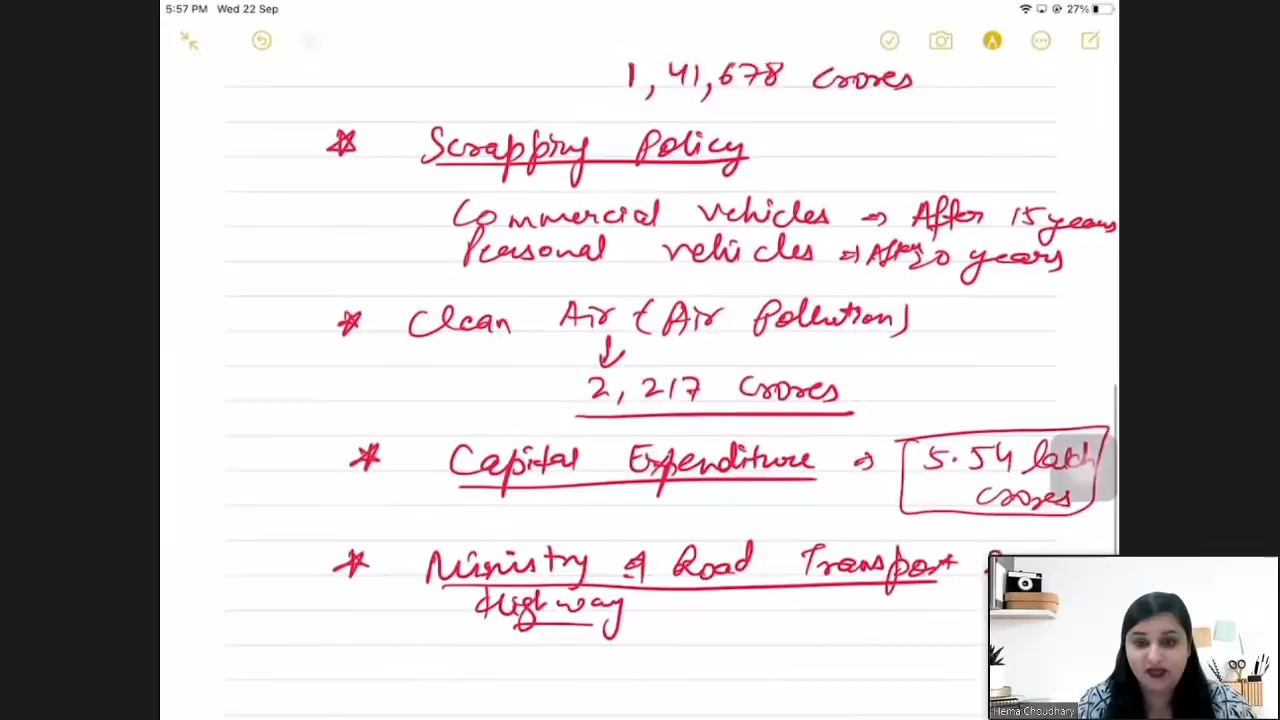 5:57 PM Wed 22 Sep
27%
1,41,678 crores
Scrapping Policy
Commercial vehicles → After 15 years
Personal vehicles → After 20 years
Clean Air (Air Pollution)
↓
2,217 crores
Capital Expenditure → 5.54 lakh
crores
Ministry of Road Transport
Highway
Hema Choudhary